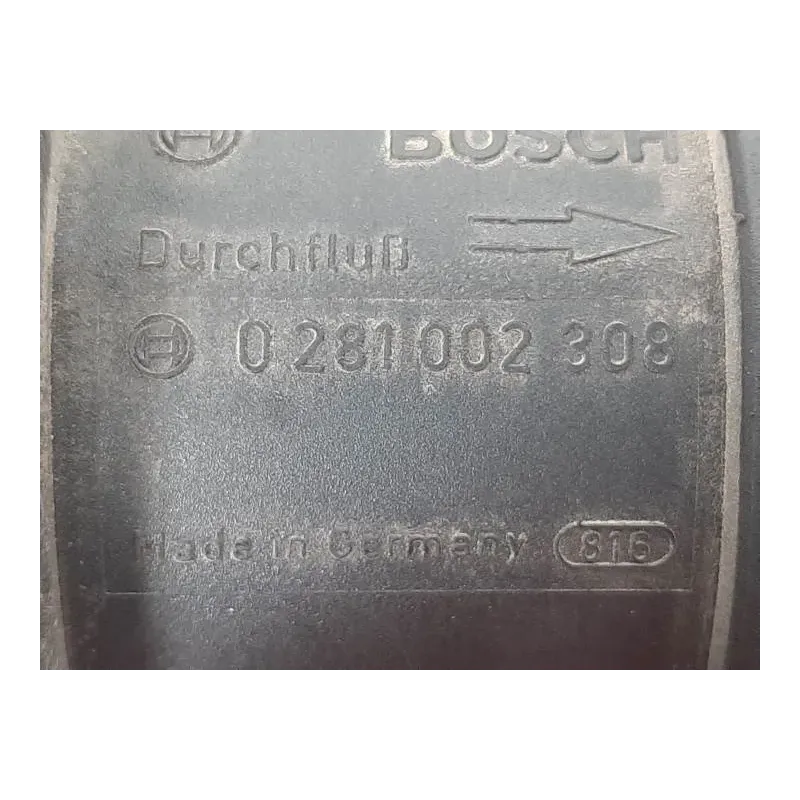 BOSCH
Durchfluß
0 281 002 308
Made in Germany 816